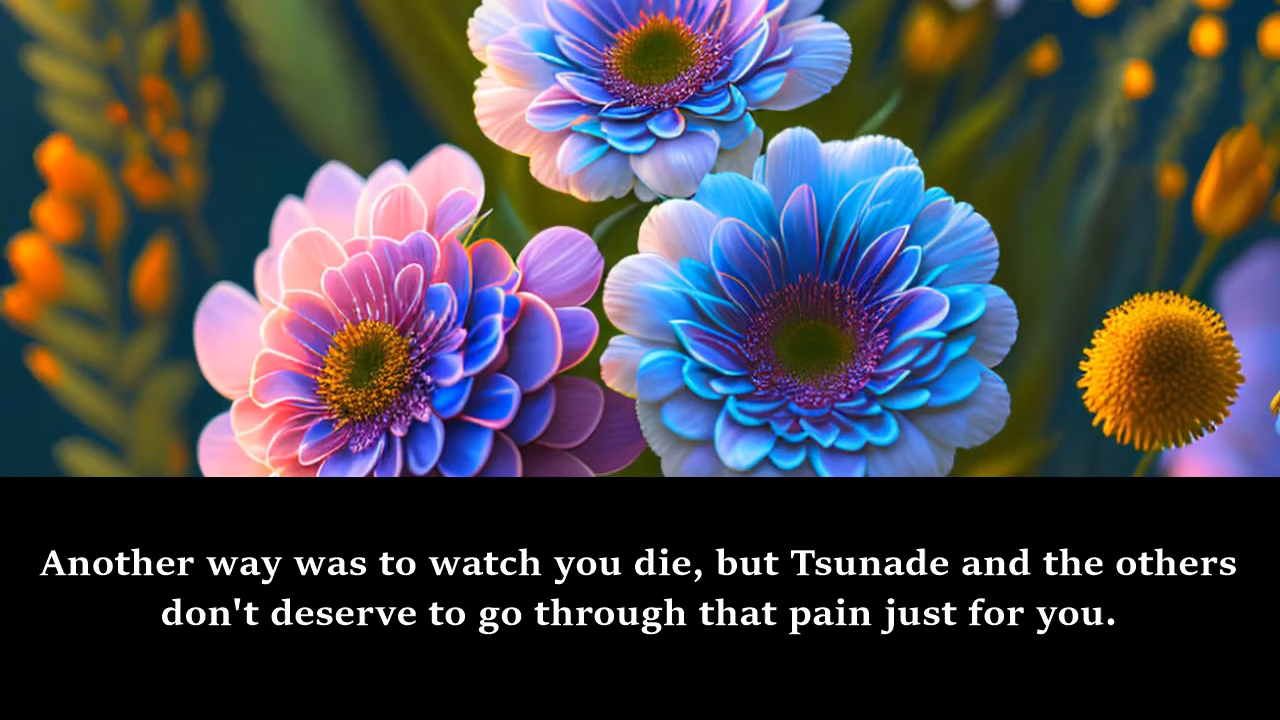 Another way was to watch you die, but Tsunade and the others
don't deserve to go through that pain just for you.